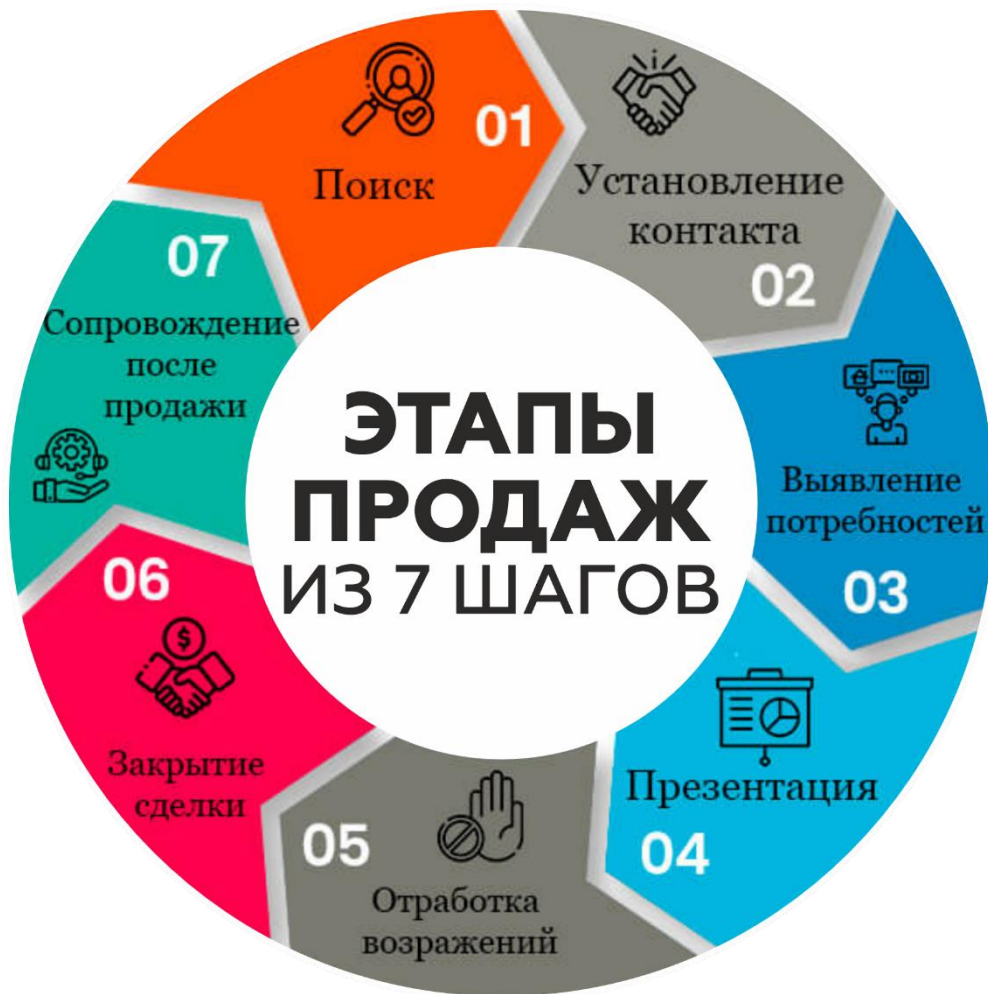 ЭТАПЫ
ПРОДАЖ
ИЗ 7 ШАГОВ
01
Поиск
Установление
контакта
02
Выявление
потребностей
03
Презентация
04
05
Отработка
возражений
06
Закрытие
сделки
07
Сопровождение
после
продажи